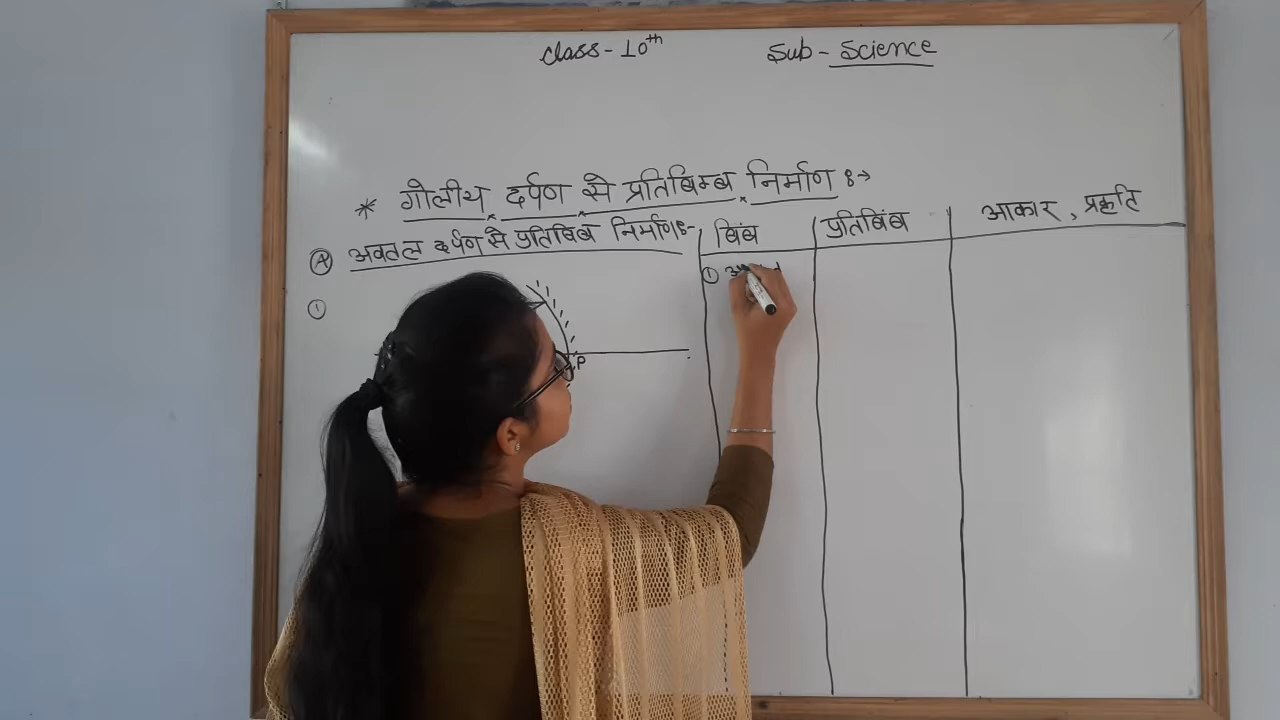 Class - 10th Sub - Science
* गोलीय दर्पण से प्रतिबिम्ब निर्माण :→
(A) अवतल दर्पण से प्रतिबिंब निर्माण :-
बिंब प्रतिबिंब आकार, प्रकृति
① ①
P